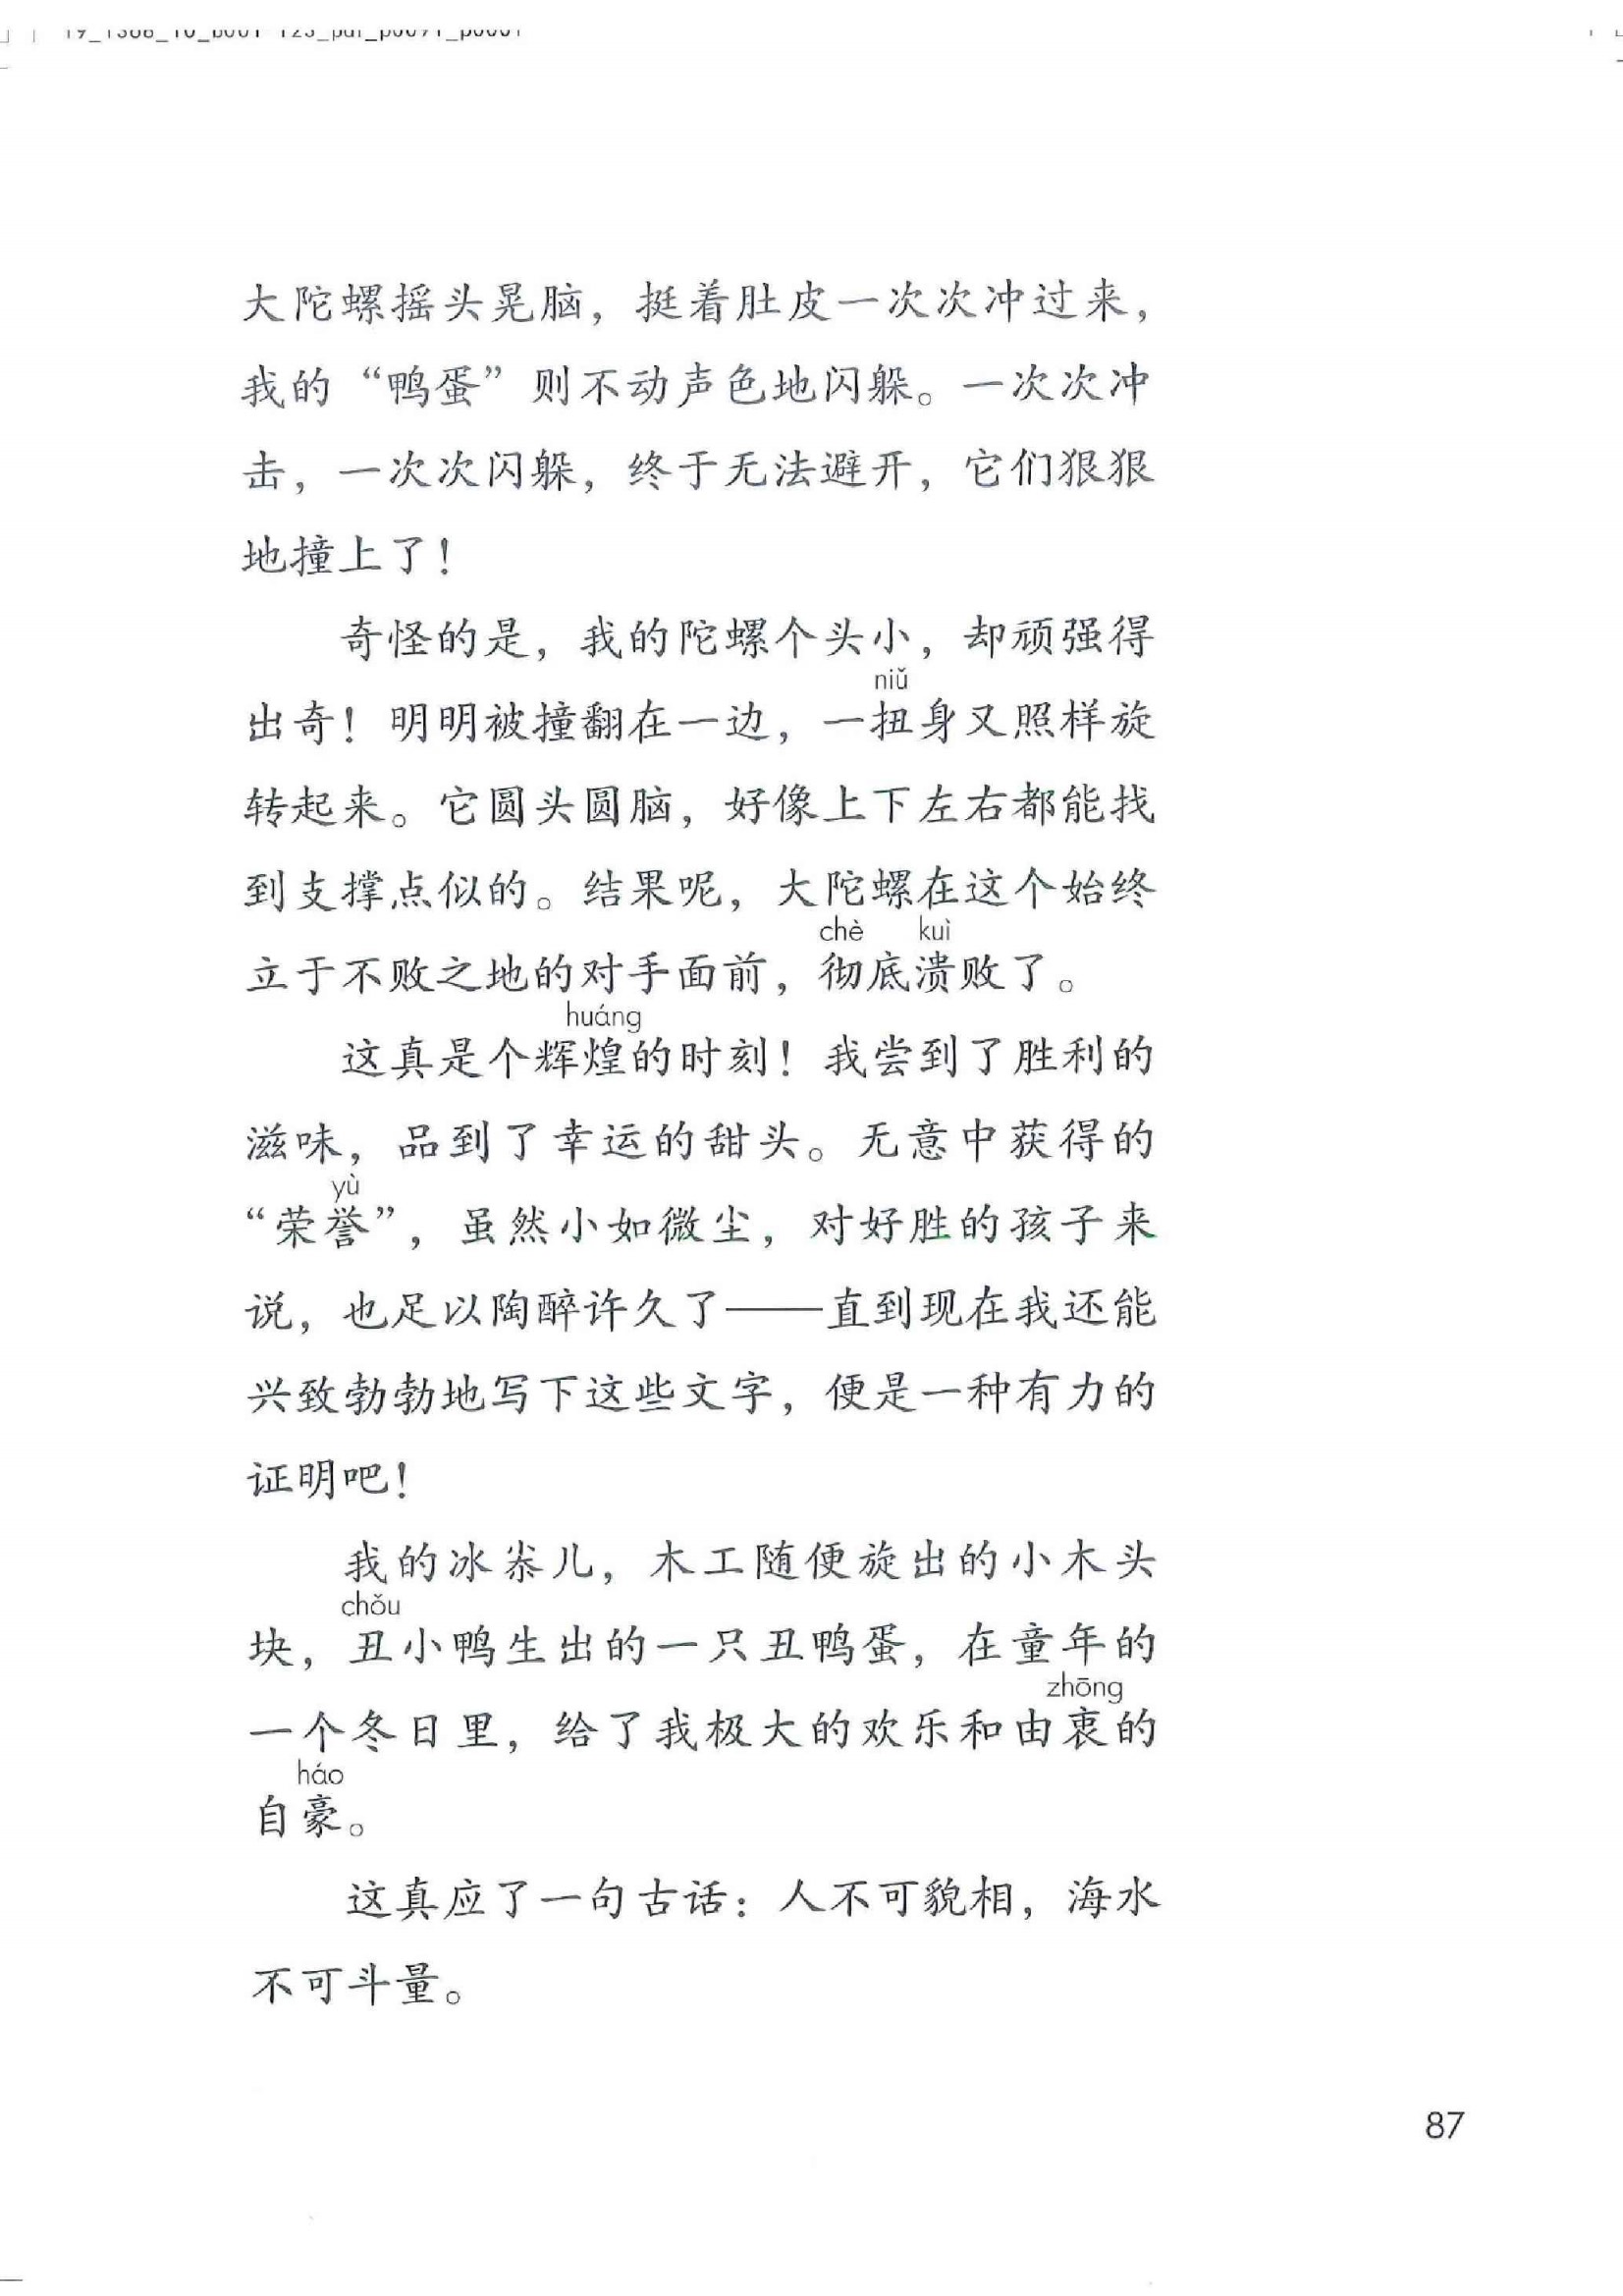 大陀螺摇头晃脑，挺着肚皮一次次冲过来，
我的“鸭蛋”则不动声色地闪躲。一次次冲
击，一次次闪躲，终于无法避开，它们狠狠
地撞上了！
奇怪的是，我的陀螺个头小，却顽强得
niǔ
出奇！明明被撞翻在一边，一扭身又照样旋
转起来。它圆头圆脑，好像上下左右都能找
到支撑点似的。结果呢，大陀螺在这个始终
chè kuì
立于不败之地的对手面前，彻底溃败了。
huáng
这真是个辉煌的时刻！我尝到了胜利的
滋味，品到了幸运的甜头。无意中获得的
yù
“荣誉”，虽然小如微尘，对好胜的孩子来
说，也足以陶醉许久了——直到现在我还能
兴致勃勃地写下这些文字，便是一种有力的
证明吧！
我的冰尜儿，木工随便旋出的小木头
chǒu
块，丑小鸭生出的一只丑鸭蛋，在童年的
zhōng
一个冬日里，给了我极大的欢乐和由衷的
háo
自豪。
这真应了一句古话：人不可貌相，海水
不可斗量。
87